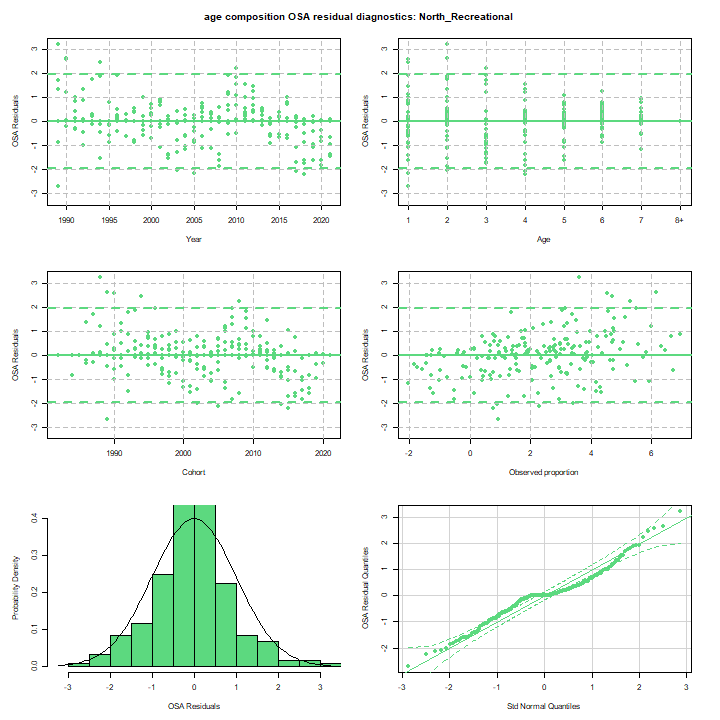 age composition OSA residual diagnostics: North_Recreational
OSA Residuals
3
2
1
0
-1
-2
-3
1990 1995 2000 2005 2010 2015 2020
Year
OSA Residuals
3
2
1
0
-1
-2
-3
1 2 3 4 5 6 7 8+
Age
OSA Residuals
3
2
1
0
-1
-2
-3
1990 2000 2010 2020
Cohort
OSA Residuals
3
2
1
0
-1
-2
-3
-2 0 2 4 6
Observed proportion
Probability Density
0.4
0.3
0.2
0.1
0.0
-3 -2 -1 0 1 2 3
OSA Residuals
OSA Residual Quantiles
3
2
1
0
-1
-2
-3 -2 -1 0 1 2 3
Std Normal Quantiles